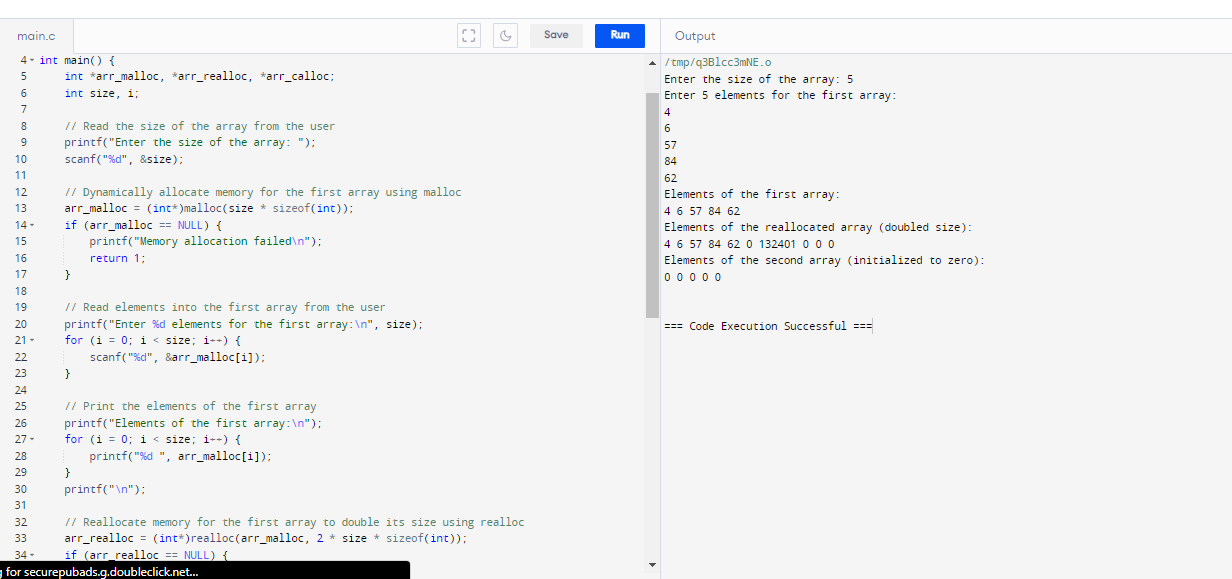 main.c
Save
Run
Output
4 int main() {
5 int *arr_malloc, *arr_realloc, *arr_calloc;
6 int size, i;
7
8 // Read the size of the array from the user
9 printf("Enter the size of the array: ");
10 scanf("%d", &size);
11
12 // Dynamically allocate memory for the first array using malloc
13 arr_malloc = (int*)malloc(size * sizeof(int));
14 if (arr_malloc == NULL) {
15 printf("Memory allocation failed\n");
16 return 1;
17 }
18
19 // Read elements into the first array from the user
20 printf("Enter %d elements for the first array:\n", size);
21 for (i = 0; i < size; i++) {
22 scanf("%d", &arr_malloc[i]);
23 }
24
25 // Print the elements of the first array
26 printf("Elements of the first array:\n");
27 for (i = 0; i < size; i++) {
28 printf("%d ", arr_malloc[i]);
29 }
30 printf("\n");
31
32 // Reallocate memory for the first array to double its size using realloc
33 arr_realloc = (int*)realloc(arr_malloc, 2 * size * sizeof(int));
34 if (arr_realloc == NULL) {
g for securepubads.g.doubleclick.net...
/tmp/q3Blcc3mNE.o
Enter the size of the array: 5
Enter 5 elements for the first array:
4
6
57
84
62
Elements of the first array:
4 6 57 84 62
Elements of the reallocated array (doubled size):
4 6 57 84 62 0 132401 0 0 0
Elements of the second array (initialized to zero):
0 0 0 0 0
=== Code Execution Successful ===